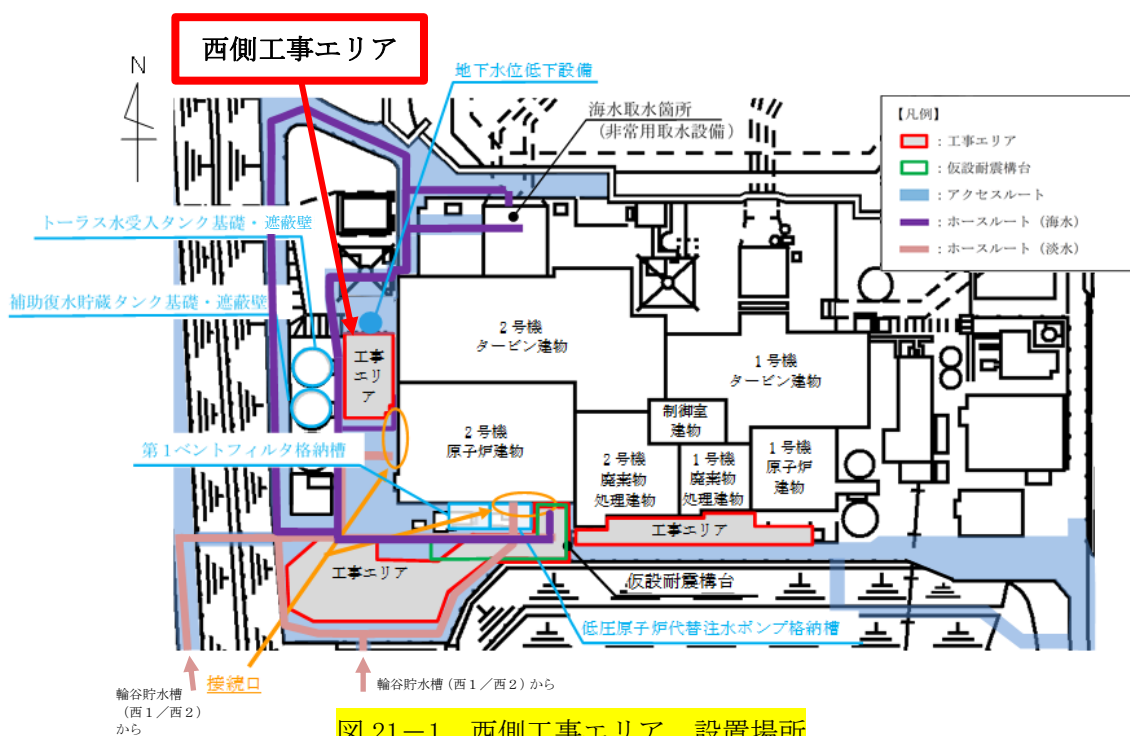 西側工事エリア
N
地下水位低下設備
海水取水箇所
(非常用取水設備)
【凡例】
:工事エリア
:仮設耐震構台
:アクセスルート
:ホースルート(海水)
:ホースルート(淡水)
トーラス水受入タンク基礎・遮蔽壁
補助復水貯蔵タンク基礎・遮蔽壁
工事
エリ
ア
2号機
タービン建物
1号機
タービン建物
制御室
建物
第1ベントフィルタ格納槽
2号機
原子炉建物
2号機
廃棄物
処理建物
1号機
廃棄物
処理建物
1号機
原子炉
建物
工事エリア
工事エリア
仮設耐震構台
低圧原子炉代替注水ポンプ格納槽
接続口
輪谷貯水槽(西1/西2)から
輪谷貯水槽
(西1/西2)
から
図21-1 西側工事エリア 設置場所